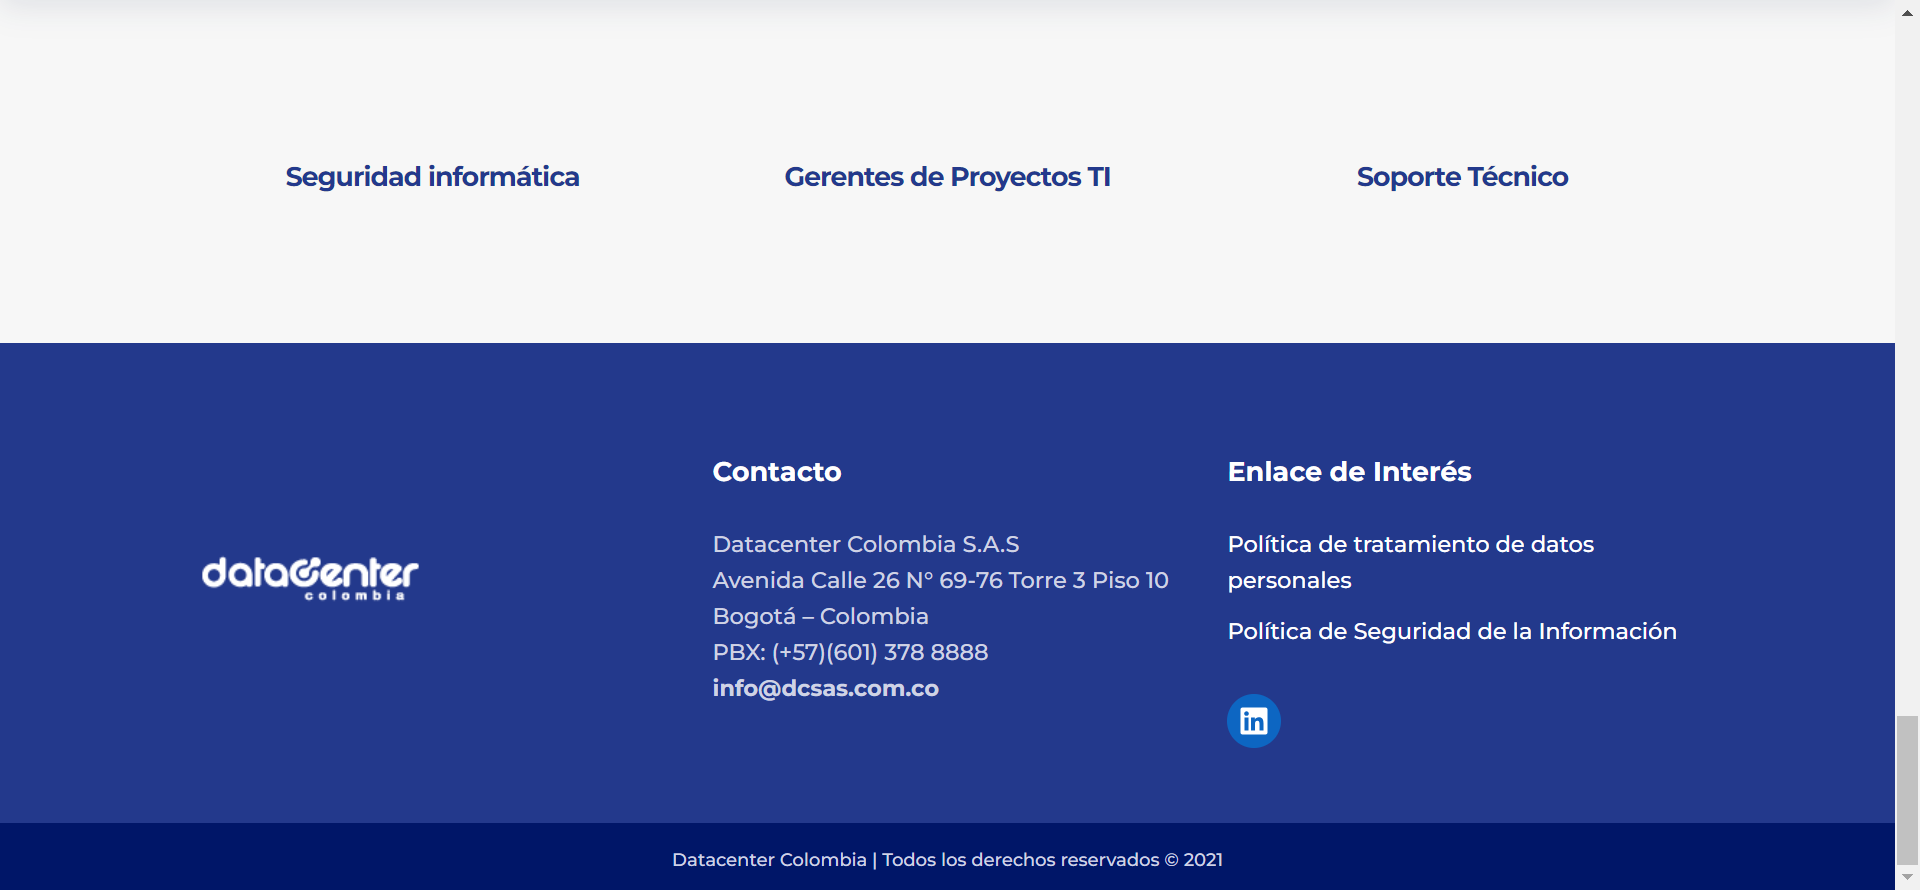 Seguridad informática
Gerentes de Proyectos TI
Soporte Técnico
datacenter
colombia
Contacto
Datacenter Colombia S.A.S
Avenida Calle 26 N° 69-76 Torre 3 Piso 10
Bogotá – Colombia
PBX: (+57)(601) 378 8888
info@dcsas.com.co
Enlace de Interés
Política de tratamiento de datos
personales
Política de Seguridad de la Información
in
Datacenter Colombia | Todos los derechos reservados © 2021